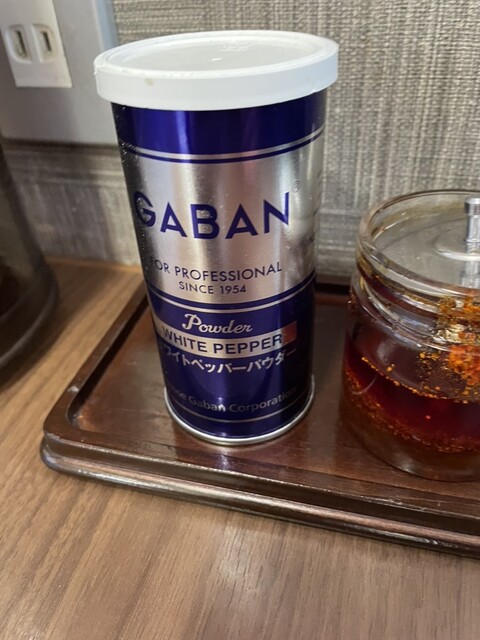 GABAN
FOR PROFESSIONAL
SINCE 1954
Powder
WHITE PEPPER
ワイトペッパーパウダー
Gaban Corporation